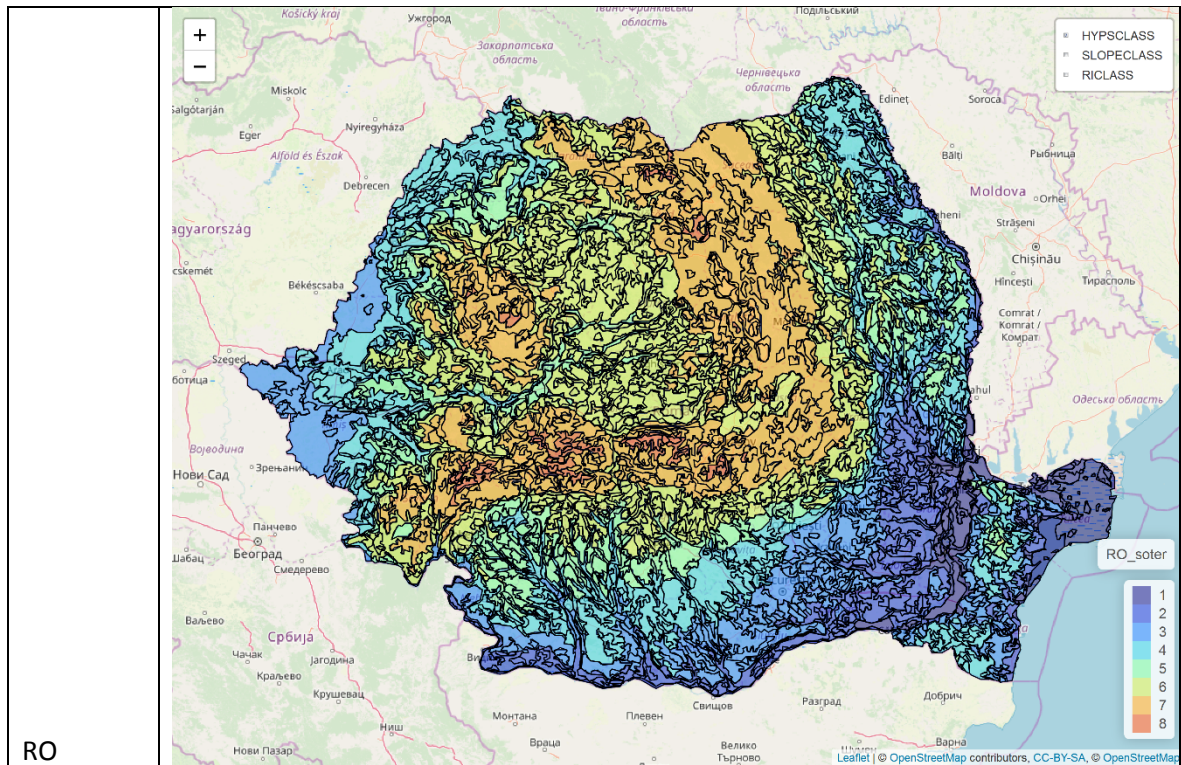 Košický kraj
Ужгород
Івано-Франківська
область
Подільський
+
−
HYPSCLASS
SLOPECLASS
RICLASS
Закарпатська
область
Чернівецька
область
Miskolc
Salgótarján
Edineț
Soroca
Eger
Nyíregyháza
Alföld és Észak
Bălți
Рыбница
Debrecen
Moldova
Orhei
Strășeni
Chișinău
Békéscsaba
Hîncești
Тирасполь
Comrat /
Komrat /
Комрат
Szeged
Одеська область
Војводина
Зрењанин
Нови Сад
Панчево
Београд
Шабац
Смедерево
RO_soter
1
2
3
4
5
6
7
8
Ваљево
Србија
Чачак
Јагодина
Краљево
Крушевац
Ниш
Нови Пазар
Монтана
Враца
Плевен
Свищов
Велико
Търново
Разград
Добрич
Варна
RO
Leaflet | © OpenStreetMap contributors, CC-BY-SA, © OpenStreetMap